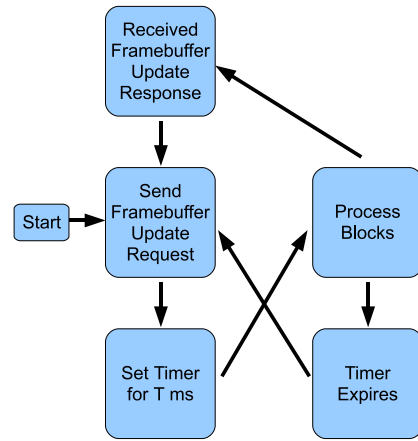 Received
Framebuffer
Update
Response
Start
Send
Framebuffer
Update
Request
Process
Blocks
Set Timer
for T ms
Timer
Expires